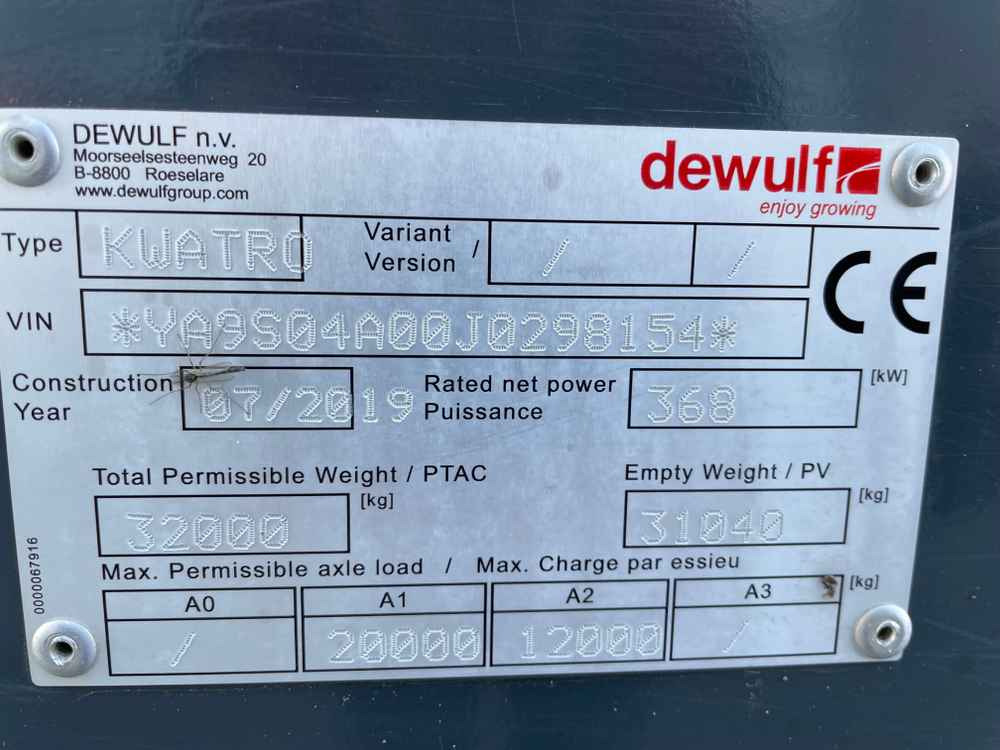 DEWULF n.v.
Moorseelsesteenweg 20
B-8800 Roeselare
www.dewulfgroup.com
dewulf
enjoy growing
Type KWATRO Variant / Version / /
CE
VIN *YA9S04A00J0298154*
Construction Year 07/2019 Rated net power Puissance 368 [kW]
Total Permissible Weight / PTAC Empty Weight / PV
32000 [kg] 31040 [kg]
Max. Permissible axle load / Max. Charge par essieu [kg]
A0 A1 A2 A3
/ 20000 12000 /
0000067916